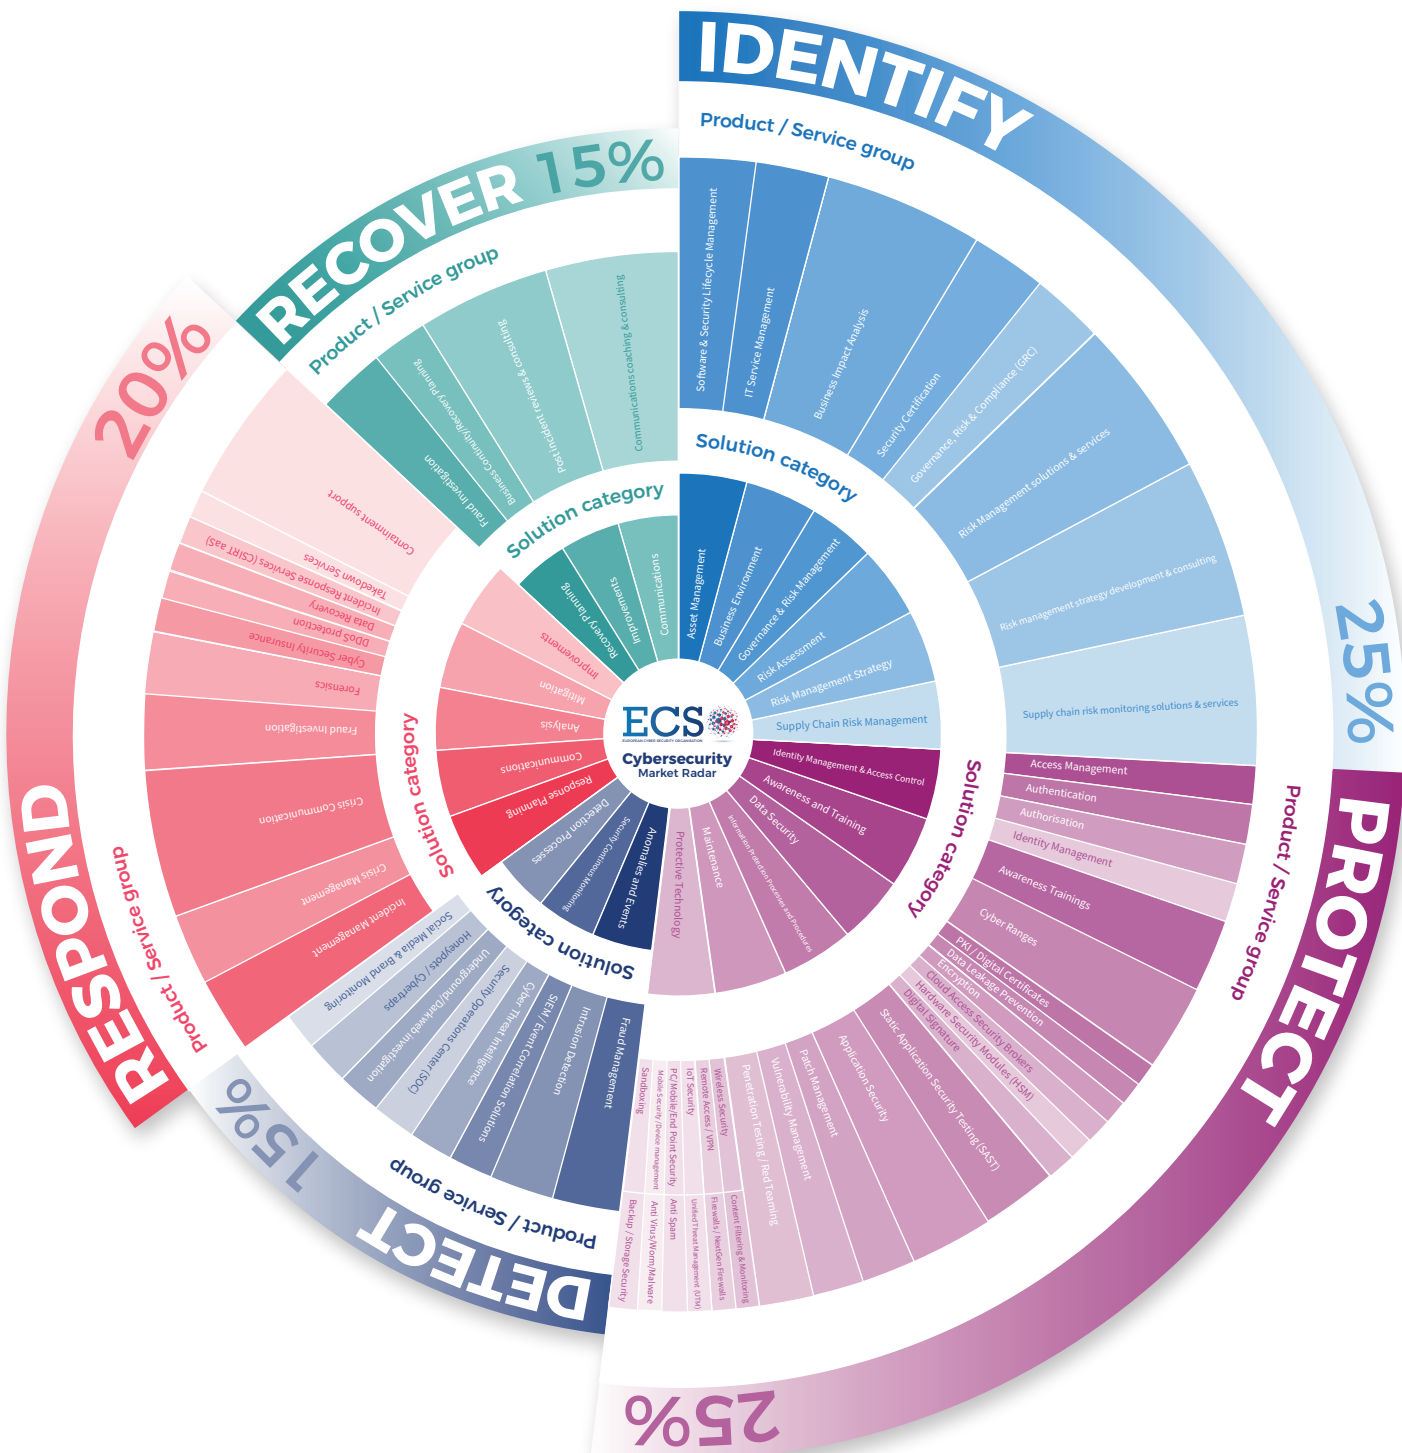 IDENTIFY
25%
Product / Service group
Software & Security Lifecycle Management
IT Service Management
Business Impact Analysis
Security Certification
Governance, Risk & Compliance (GRC)
Risk Management solutions & services
Risk management strategy development & consulting
Supply chain risk monitoring solutions & services
Solution category
Asset Management
Business Environment
Governance & Risk Management
Risk Assessment
Risk Management Strategy
Supply Chain Risk Management
PROTECT
25%
Product / Service group
Access Management
Authentication
Authorisation
Identity Management
Awareness Trainings
Cyber Ranges
PKI / Digital Certificates
Data Leakage Prevention
Encryption
Cloud Access Security Brokers
Hardware Security Modules (HSM)
Digital Signature
Static Application Security Testing (SAST)
Application Security
Patch Management
Vulnerability Management
Penetration Testing / Red Teaming
Wireless Security
Remote Access / VPN
IoT Security
PC/Mobile/End Point Security
Mobile Security /Device management
Sandboxing
Content Filtering & Monitoring
Firewalls / NextGen Firewalls
Unified Threat Management (UTM)
Anti Spam
Anti Virus/Worm/Malware
Backup / Storage Security
Solution category
Identity Management & Access Control
Awareness and Training
Data Security
Information Protection Processes and Procedures
Maintenance
Protective Technology
DETECT
15%
Product / Service group
Fraud Management
Intrusion Detection
SIEM / Event Correlation Solutions
Cyber Threat Intelligence
Security Operations Center (SOC)
Underground/Darkweb Investigation
Honeypots / Cybertraps
Social Media & Brand Monitoring
Solution category
Anomalies and Events
Security Continous Monitoring
Detection Processes
RESPOND
20%
Product / Service group
Incident Management
Crisis Management
Crisis Communication
Fraud Investigation
Forensics
Cyber Security Insurance
DDoS protection
Data Recovery
Incident Response Services (CSIRT aaS)
Takedown Services
Containment support
Solution category
Response Planning
Communications
Analysis
Mitigation
Improvements
RECOVER
15%
Product / Service group
Fraud Investigation
Business Continuity/Recovery Planning
Post incident reviews & consulting
Communications coaching & consulting
Solution category
Recovery Planning
Improvements
Communications
ECS
EUROPEAN CYBER SECURITY ORGANISATION
Cybersecurity
Market Radar